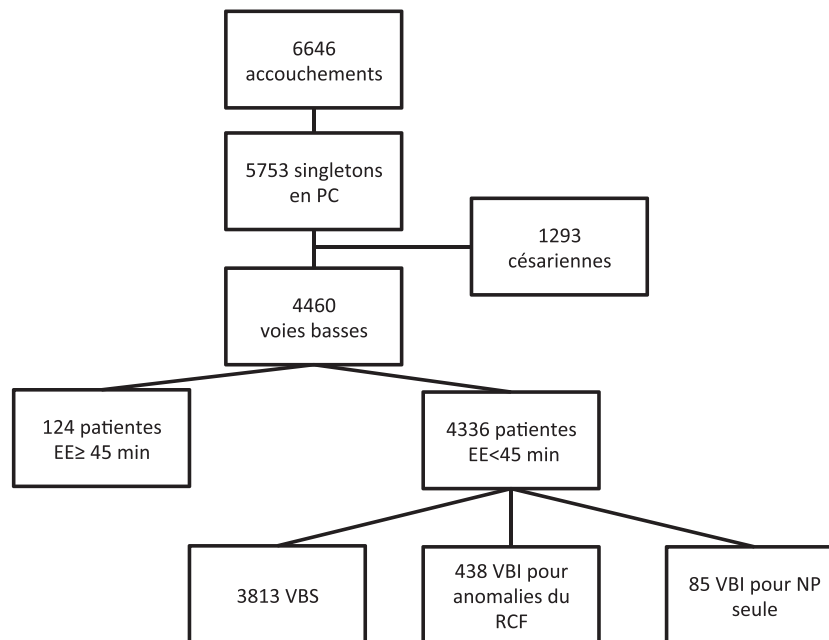 6646
accouchements
5753 singletons
en PC
1293
césariennes
4460
voies basses
124 patientes
EE≥ 45 min
4336 patientes
EE<45 min
3813 VBS
438 VBI pour
anomalies du
RCF
85 VBI pour NP
seule